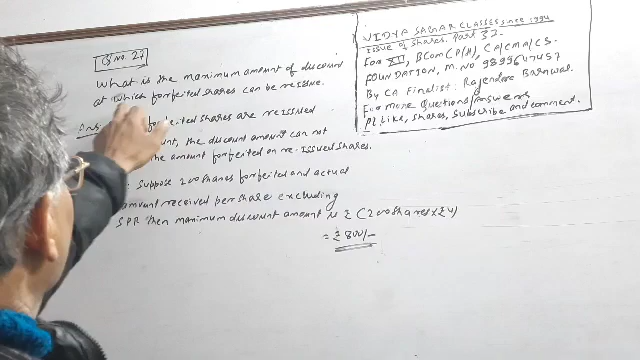 Q. No. 27
What is the maximum amount of discount
at which forfeited shares can be reissue.
Ans. forfeited shares are reissued
unt, the discount amount can not
the amount forfeited on re-issued shares.
: Suppose 200 shares forfeited and actual
amount received per share excluding
SPR then maximum discount amount is ₹ (200 shares x ₹4)
= ₹ 800/-
VIDYA SAGAR CLASSES since 1994
Issue of shares. Part 37.
For XII, BCom (P/H), CA/CMA/CS.
FOUNDATION, M.NO
By CA Finalist: Rajendra Barnwal
For more Questions/Answers
Pl Like, Shares, Subscribe and comment.